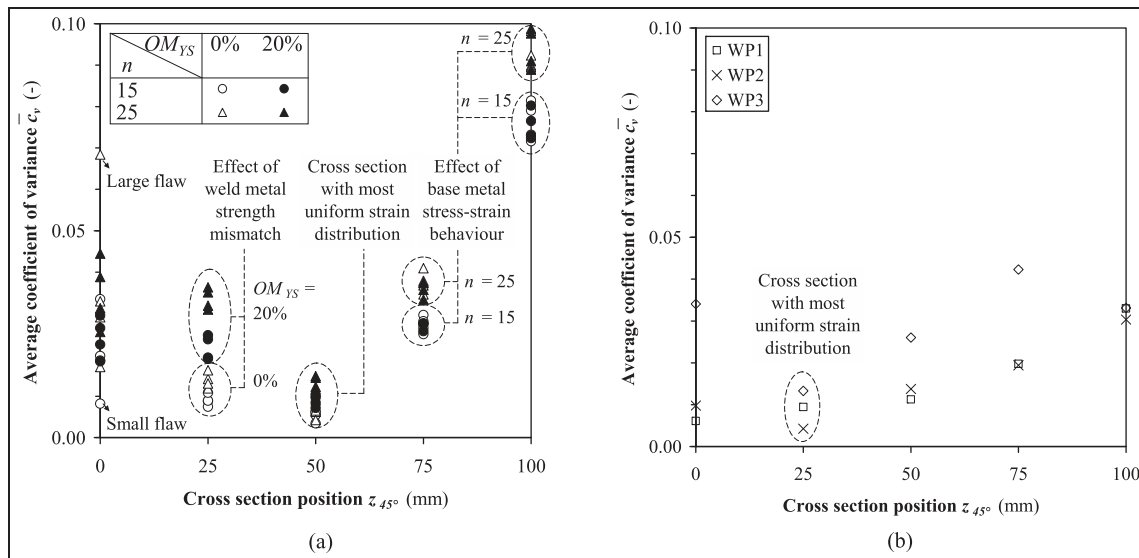 Average coefficient of variance c̄ᵥ (-)
0.10
0.05
0.00
OM_YS 0% 20%
n
15
25
n = 25
n = 15
Large flaw
Small flaw
Effect of
weld metal
strength
mismatch
Cross section
with most
uniform strain
distribution
Effect of
base metal
stress-strain
behaviour
OM_YS =
20%
0%
n = 25
n = 15
0 25 50 75 100
Cross section position z_45° (mm)
(a)
Average coefficient of variance c̄ᵥ (-)
0.10
0.05
0.00
WP1
WP2
WP3
Cross section
with most
uniform strain
distribution
0 25 50 75 100
Cross section position z_45° (mm)
(b)